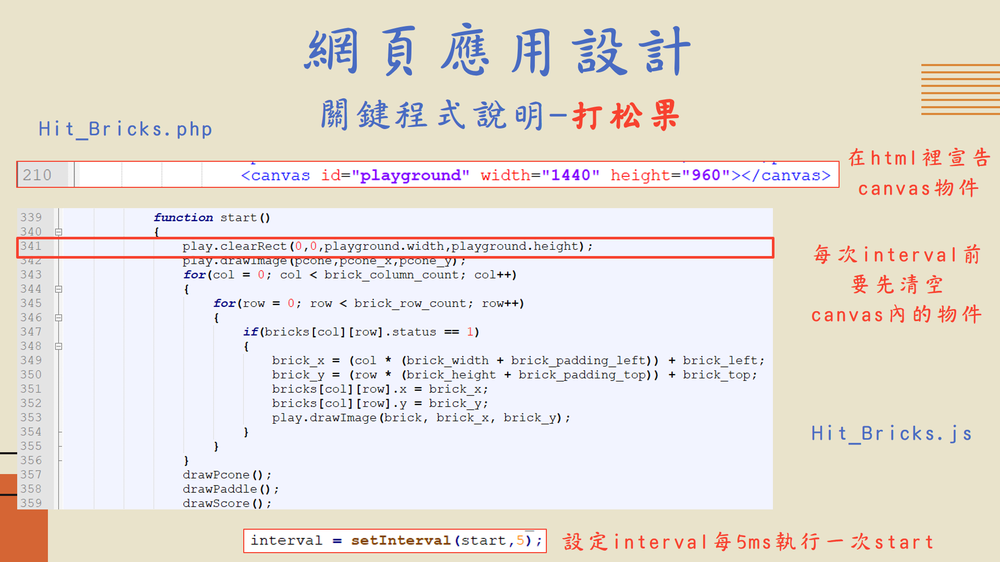 網頁應用設計
關鍵程式說明-打松果
Hit_Bricks.php
210 <canvas id="playground" width="1440" height="960"></canvas>
在html裡宣告
canvas物件
339 function start()
340 {
341 play.clearRect(0,0,playground.width,playground.height);
342 play.drawImage(pcone,pcone_x,pcone_y);
343 for(col = 0; col < brick_column_count; col++)
344 {
345 for(row = 0; row < brick_row_count; row++)
346 {
347 if(bricks[col][row].status == 1)
348 {
349 brick_x = (col * (brick_width + brick_padding_left)) + brick_left;
350 brick_y = (row * (brick_height + brick_padding_top)) + brick_top;
351 bricks[col][row].x = brick_x;
352 bricks[col][row].y = brick_y;
353 play.drawImage(brick, brick_x, brick_y);
354 }
355 }
356 }
357 drawPcone();
358 drawPaddle();
359 drawScore();
每次interval前
要先清空
canvas內的物件
Hit_Bricks.js
interval = setInterval(start,5);
設定interval每5ms執行一次start